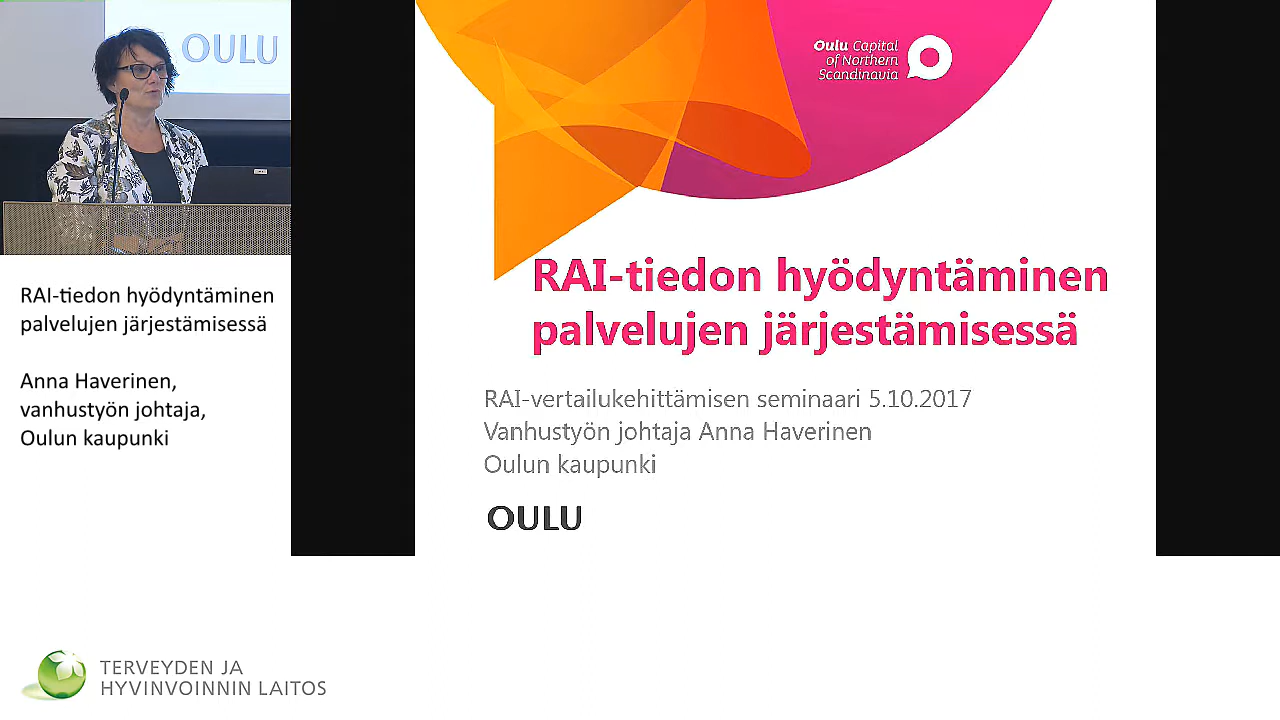 OULU
RAI-tiedon hyödyntäminen
palvelujen järjestämisessä
Anna Haverinen,
vanhustyön johtaja,
Oulun kaupunki
Oulu Capital
of Northern
Scandinavia
RAI-tiedon hyödyntäminen
palvelujen järjestämisessä
RAI-vertailukehittämisen seminaari 5.10.2017
Vanhustyön johtaja Anna Haverinen
Oulun kaupunki
OULU
TERVEYDEN JA
HYVINVOINNIN LAITOS